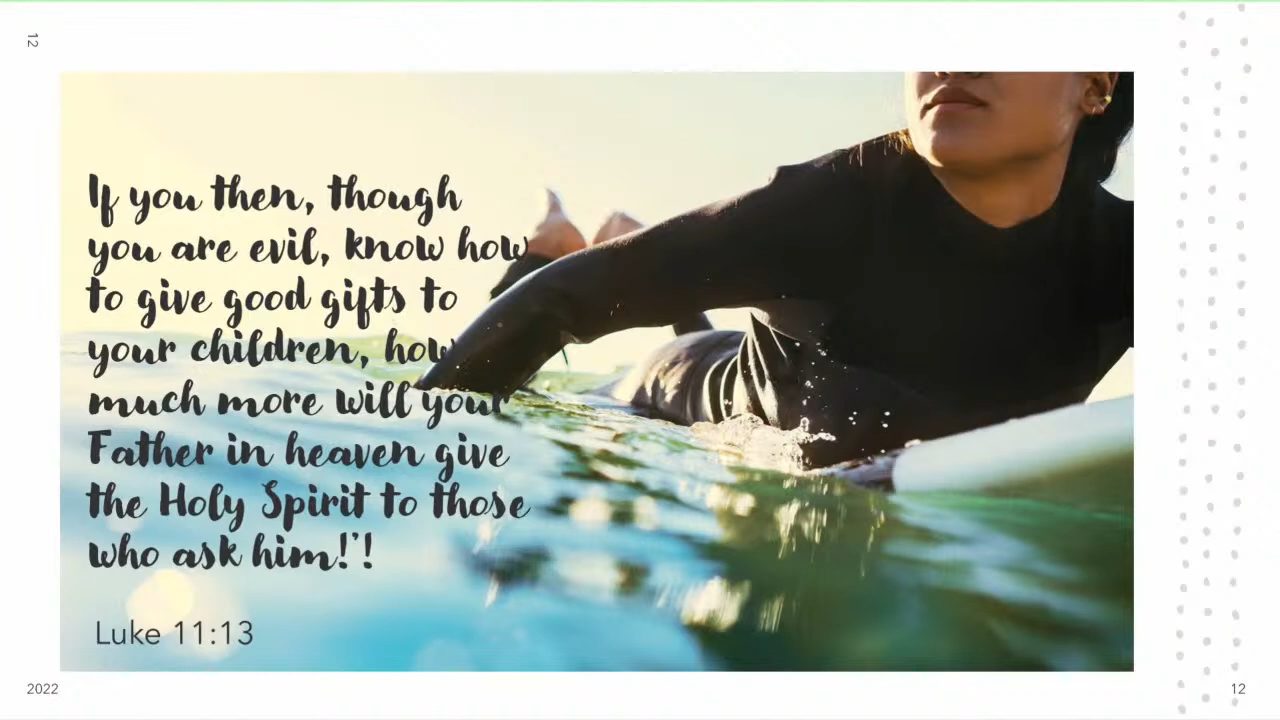 12
If you then, though
you are evil, know how
to give good gifts to
your children, how
much more will your
Father in heaven give
the Holy Spirit to those
who ask him!’!
Luke 11:13
2022
12